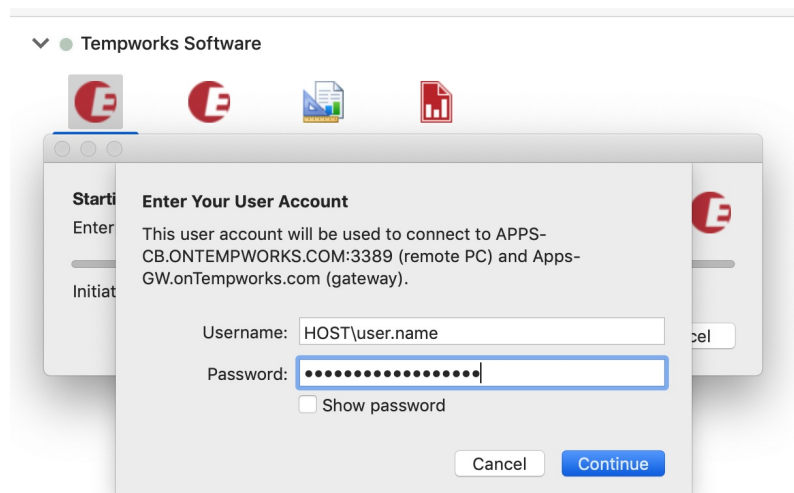 Tempworks Software
Starti
Enter
Initiat
Enter Your User Account
This user account will be used to connect to APPS-
CB.ONTEMPWORKS.COM:3389 (remote PC) and Apps-
GW.onTempworks.com (gateway).
Username: HOST\user.name
Password: ••••••••••••••••••
Show password
Cancel Continue
cel